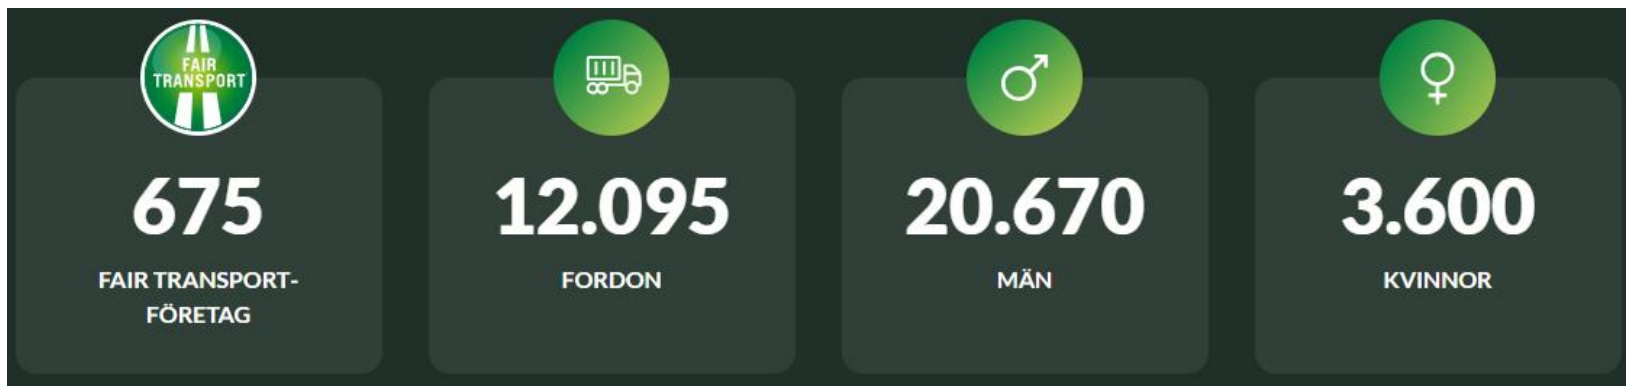 FAIR
TRANSPORT
675
FAIR TRANSPORT-
FÖRETAG
12.095
FORDON
20.670
MÄN
3.600
KVINNOR